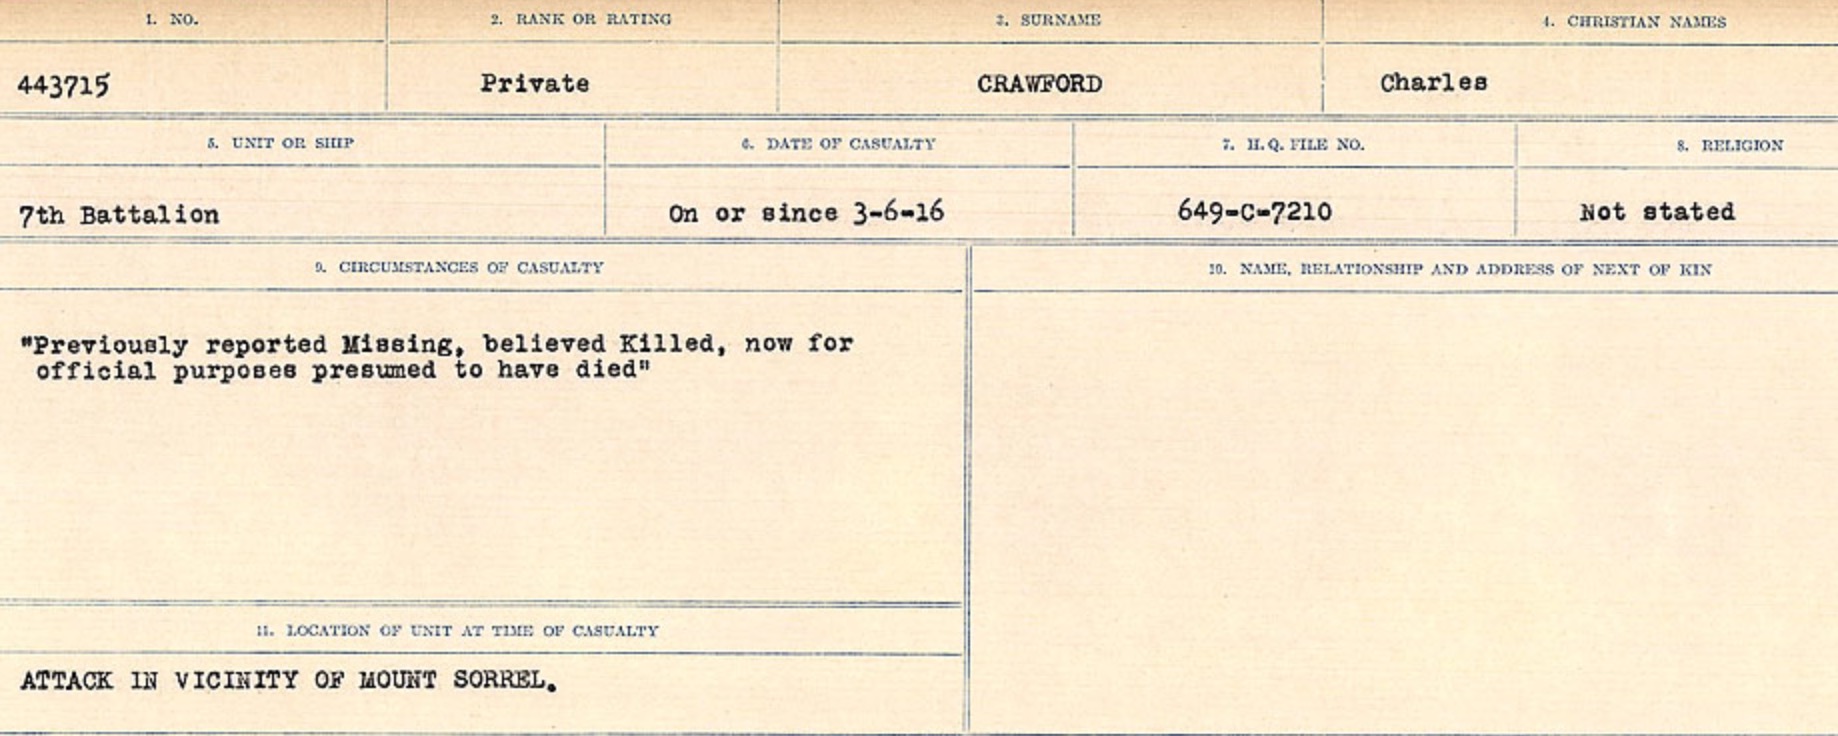 1. NO. 2. RANK OR RATING 3. SURNAME 4. CHRISTIAN NAMES
443715 Private CRAWFORD Charles
5. UNIT OR SHIP 6. DATE OF CASUALTY 7. H.Q. FILE NO. 8. RELIGION
7th Battalion On or since 3-6-16 649-C-7210 Not stated
9. CIRCUMSTANCES OF CASUALTY 10. NAME, RELATIONSHIP AND ADDRESS OF NEXT OF KIN
"Previously reported Missing, believed Killed, now for
official purposes presumed to have died"
11. LOCATION OF UNIT AT TIME OF CASUALTY
ATTACK IN VICINITY OF MOUNT SORREL.